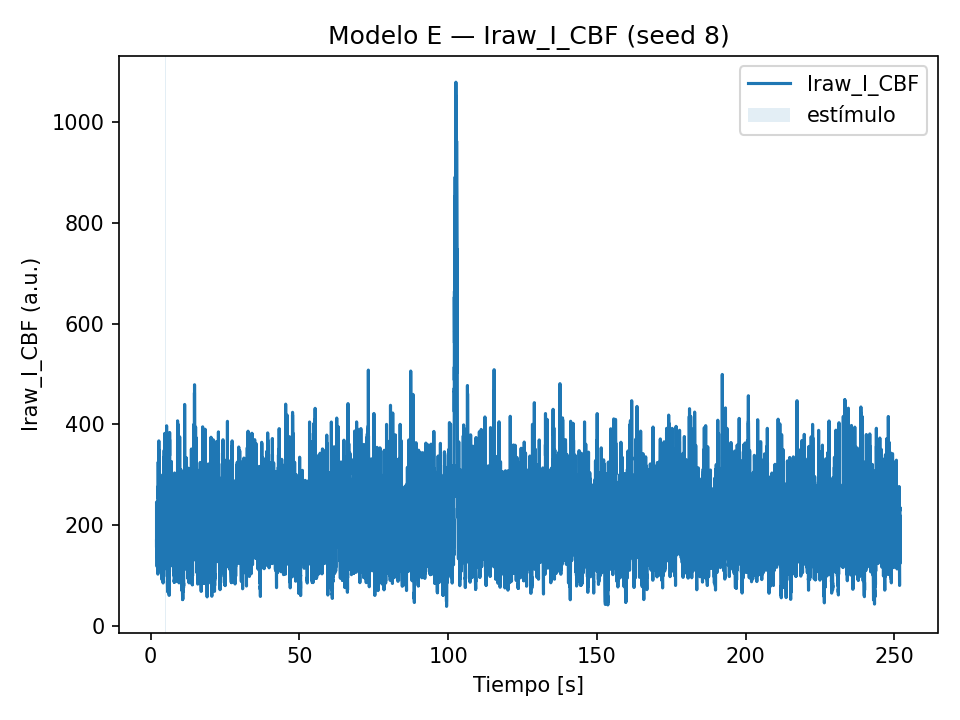 Modelo E — Iraw_I_CBF (seed 8)
Iraw_I_CBF
estímulo
Iraw_I_CBF (a.u.)
1000
800
600
400
200
0
0 50 100 150 200 250
Tiempo [s]